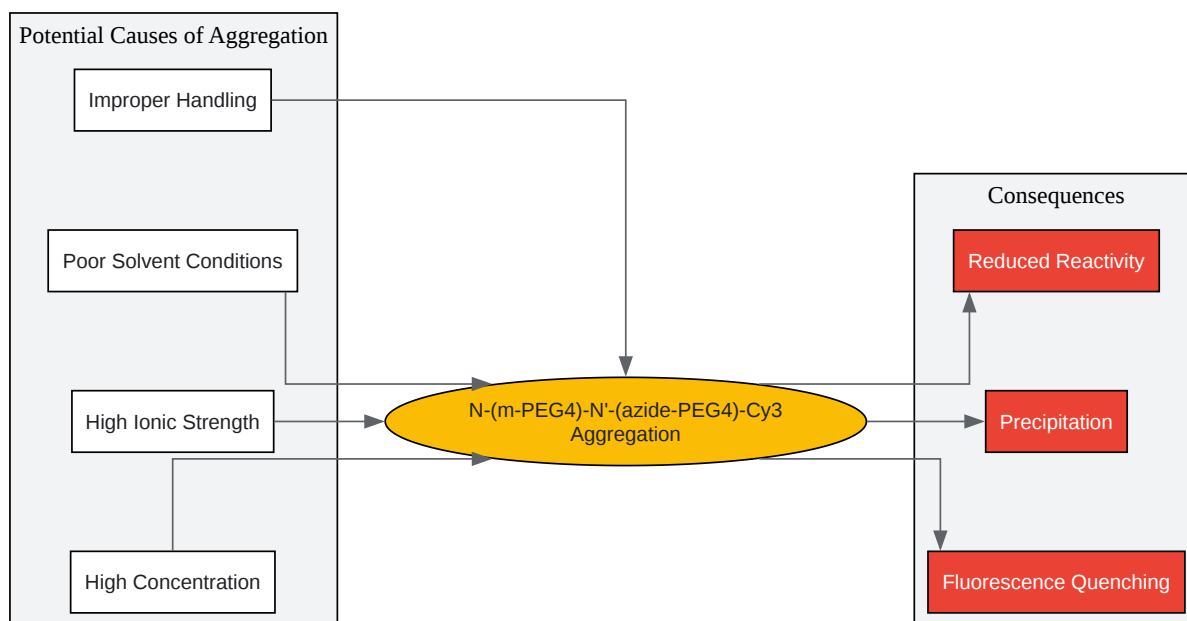 Potential Causes of Aggregation
Improper Handling
Poor Solvent Conditions
High Ionic Strength
High Concentration
N-(m-PEG4)-N'-(azide-PEG4)-Cy3
Aggregation
Consequences
Reduced Reactivity
Precipitation
Fluorescence Quenching